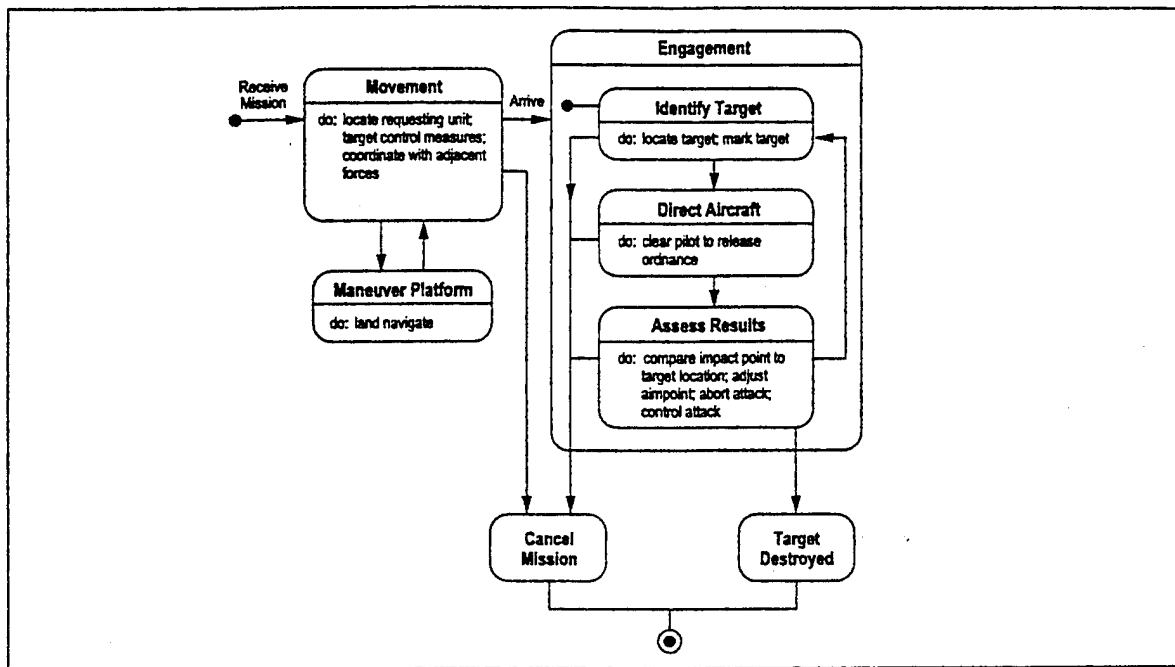 Receive
Mission
Movement
do: locate requesting unit;
target control measures;
coordinate with adjacent
forces
Arrive
Maneuver Platform
do: land navigate
Engagement
Identify Target
do: locate target; mark target
Direct Aircraft
do: clear pilot to release
ordnance
Assess Results
do: compare impact point to
target location; adjust
aimpoint; abort attack;
control attack
Cancel
Mission
Target
Destroyed